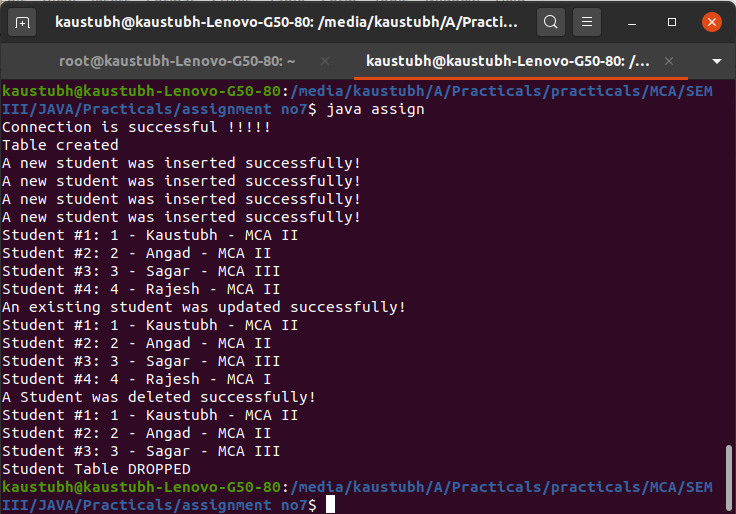 kaustubh@kaustubh-Lenovo-G50-80: /media/kaustubh/A/Practi...
root@kaustubh-Lenovo-G50-80: ~
kaustubh@kaustubh-Lenovo-G50-80: /...
kaustubh@kaustubh-Lenovo-G50-80:/media/kaustubh/A/Practicals/practicals/MCA/SEM
III/JAVA/Practicals/assignment no7$ java assign
Connection is successful !!!!!
Table created
A new student was inserted successfully!
A new student was inserted successfully!
A new student was inserted successfully!
A new student was inserted successfully!
Student #1: 1 - Kaustubh - MCA II
Student #2: 2 - Angad - MCA II
Student #3: 3 - Sagar - MCA III
Student #4: 4 - Rajesh - MCA II
An existing student was updated successfully!
Student #1: 1 - Kaustubh - MCA II
Student #2: 2 - Angad - MCA II
Student #3: 3 - Sagar - MCA III
Student #4: 4 - Rajesh - MCA I
A Student was deleted successfully!
Student #1: 1 - Kaustubh - MCA II
Student #2: 2 - Angad - MCA II
Student #3: 3 - Sagar - MCA III
Student Table DROPPED
kaustubh@kaustubh-Lenovo-G50-80:/media/kaustubh/A/Practicals/practicals/MCA/SEM
III/JAVA/Practicals/assignment no7$